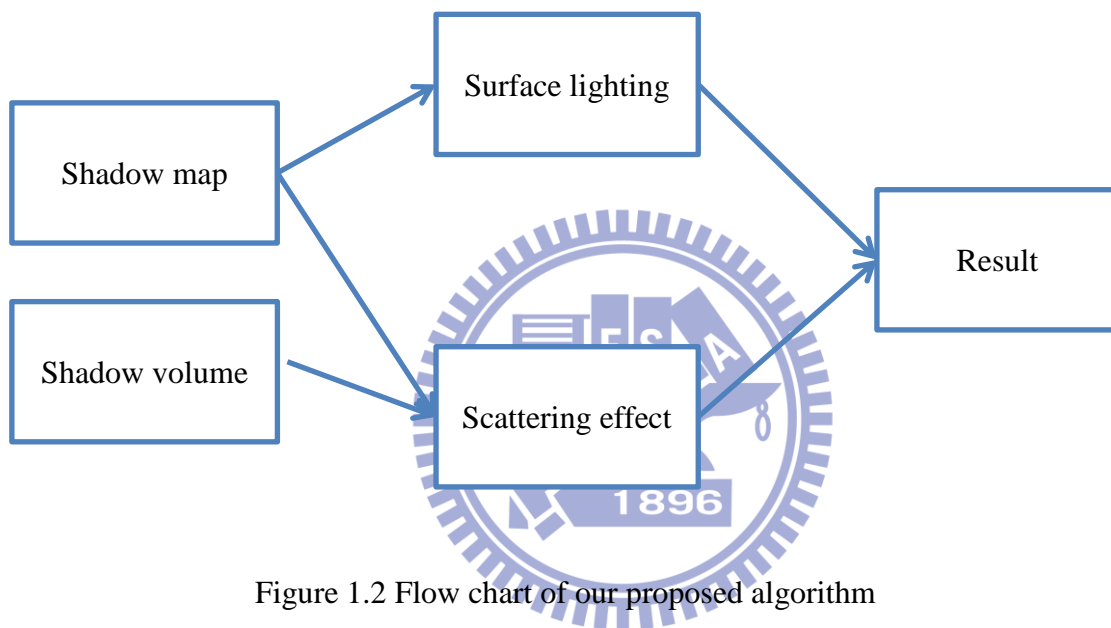 Surface lighting
Shadow map
Result
Shadow volume
Scattering effect
E S A
1896
Figure 1.2 Flow chart of our proposed algorithm